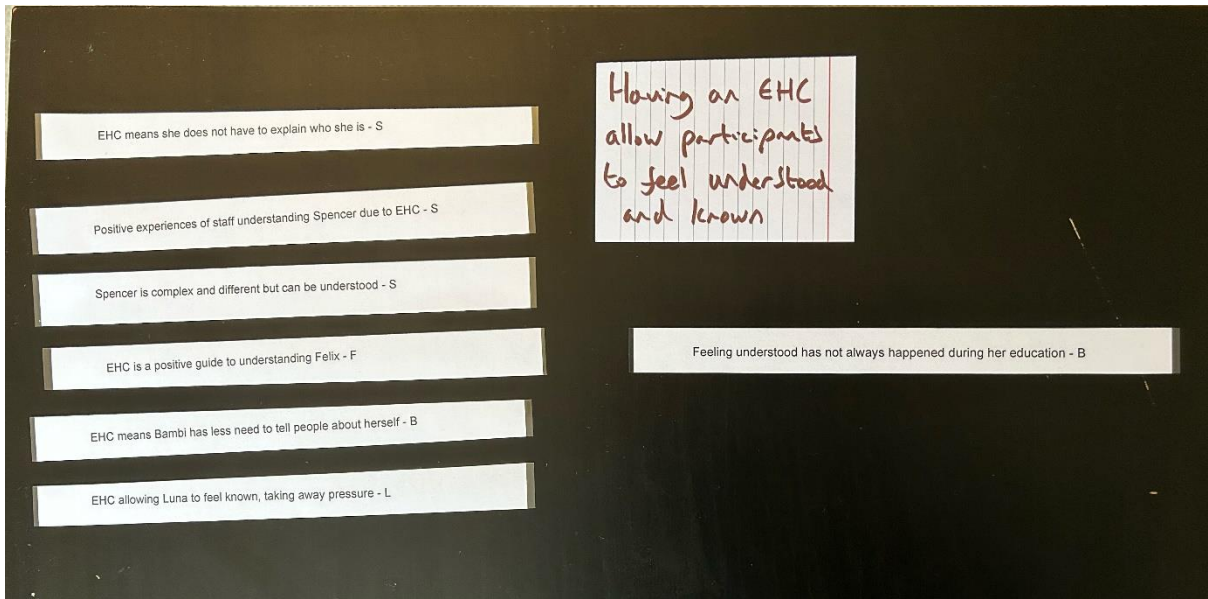 EHC means she does not have to explain who she is - S
Positive experiences of staff understanding Spencer due to EHC - S
Spencer is complex and different but can be understood - S
EHC is a positive guide to understanding Felix - F
EHC means Bambi has less need to tell people about herself - B
EHC allowing Luna to feel known, taking away pressure - L
Having an EHC
allow participants
to feel understood
and known
Feeling understood has not always happened during her education - B